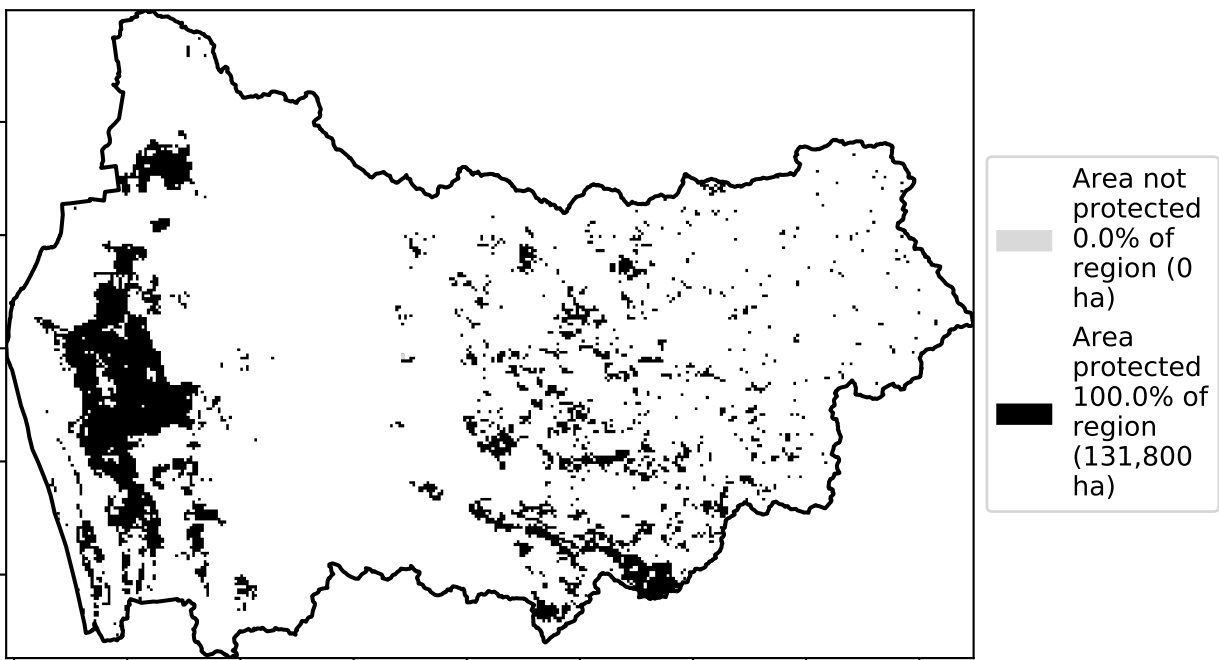 Area not
protected
0.0% of
region (0
ha)
Area
protected
100.0% of
region
(131,800
ha)